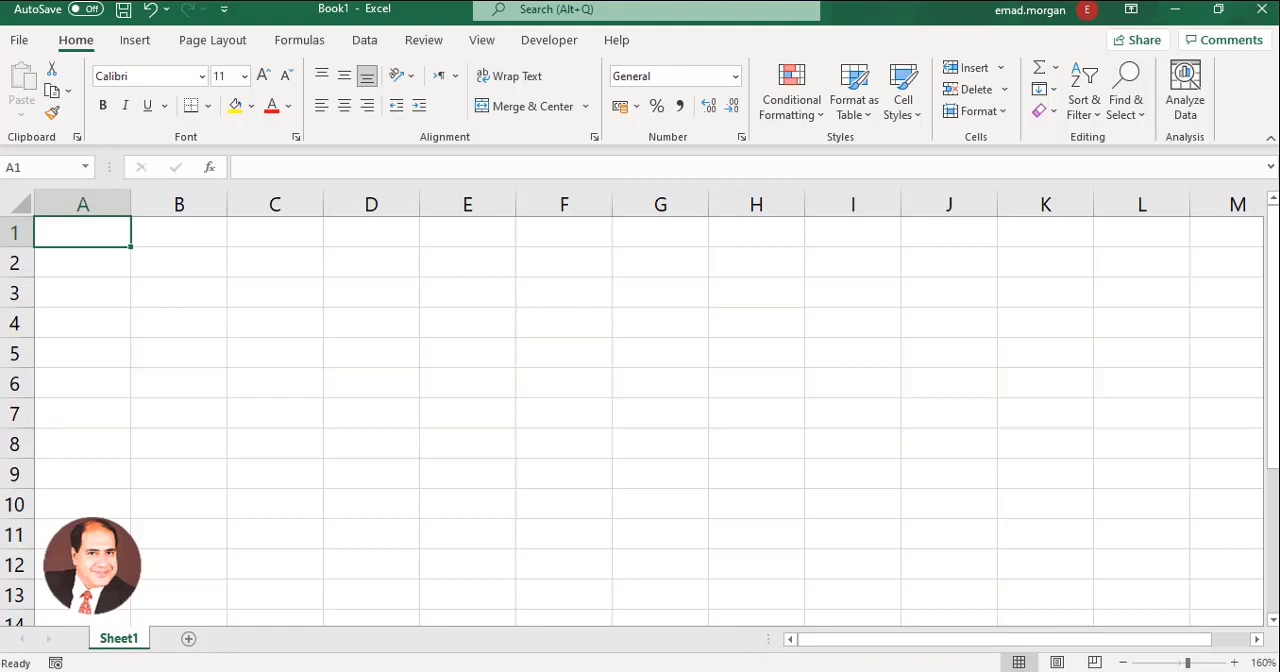 AutoSave Off Book1 - Excel Search (Alt+Q) emad.morgan E
File Home Insert Page Layout Formulas Data Review View Developer Help Share Comments
Calibri 11 Wrap Text General Insert
Paste B I U Merge & Center % Conditional Formatting Format as Table Cell Styles Delete Format Sort & Filter Find & Select Analyze Data
Clipboard Font Alignment Number Styles Cells Editing Analysis
A1 fx
A B C D E F G H I J K L M
1
2
3
4
5
6
7
8
9
10
11
12
13
14
Sheet1
Ready 160%